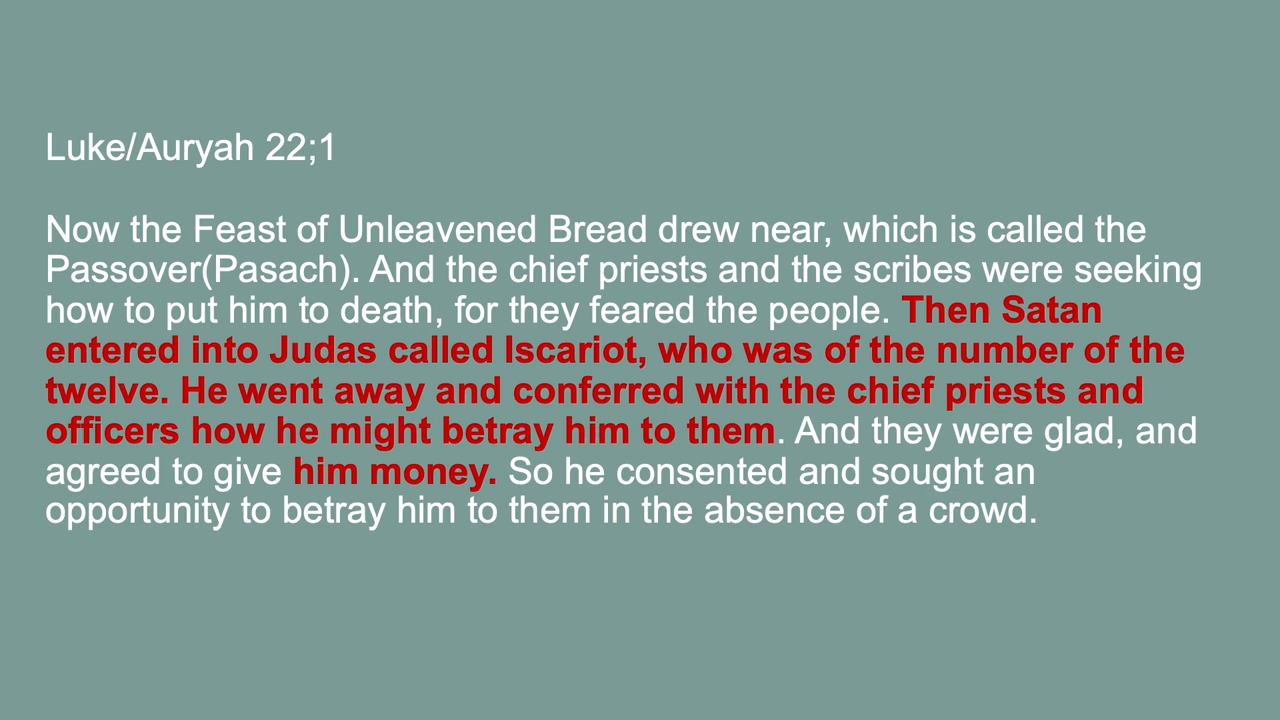 Luke/Auryah 22;1
Now the Feast of Unleavened Bread drew near, which is called the
Passover(Pasach). And the chief priests and the scribes were seeking
how to put him to death, for they feared the people. Then Satan
entered into Judas called Iscariot, who was of the number of the
twelve. He went away and conferred with the chief priests and
officers how he might betray him to them. And they were glad, and
agreed to give him money. So he consented and sought an
opportunity to betray him to them in the absence of a crowd.